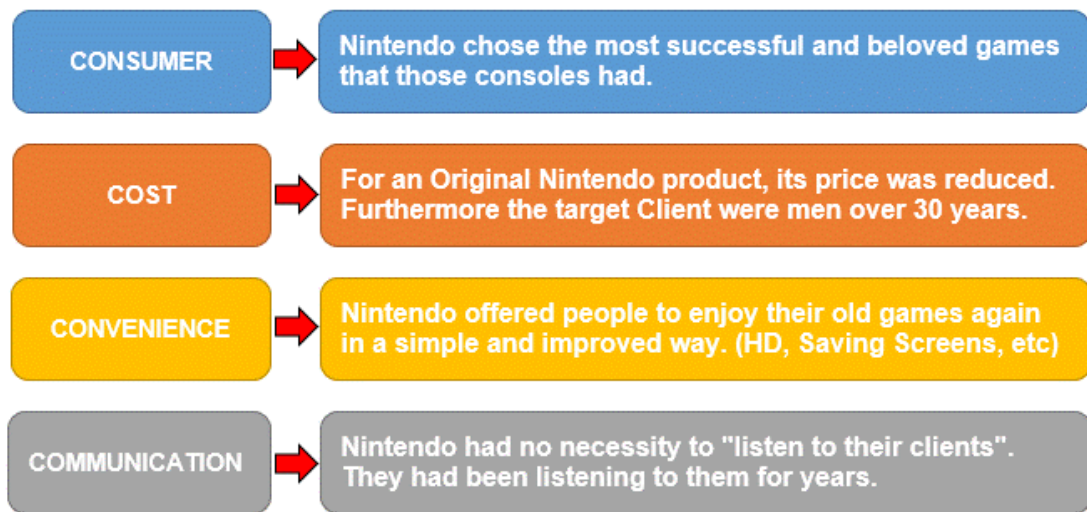 CONSUMER
Nintendo chose the most successful and beloved games
that those consoles had.
COST
For an Original Nintendo product, its price was reduced.
Furthermore the target Client were men over 30 years.
CONVENIENCE
Nintendo offered people to enjoy their old games again
in a simple and improved way. (HD, Saving Screens, etc)
COMMUNICATION
Nintendo had no necessity to "listen to their clients".
They had been listening to them for years.